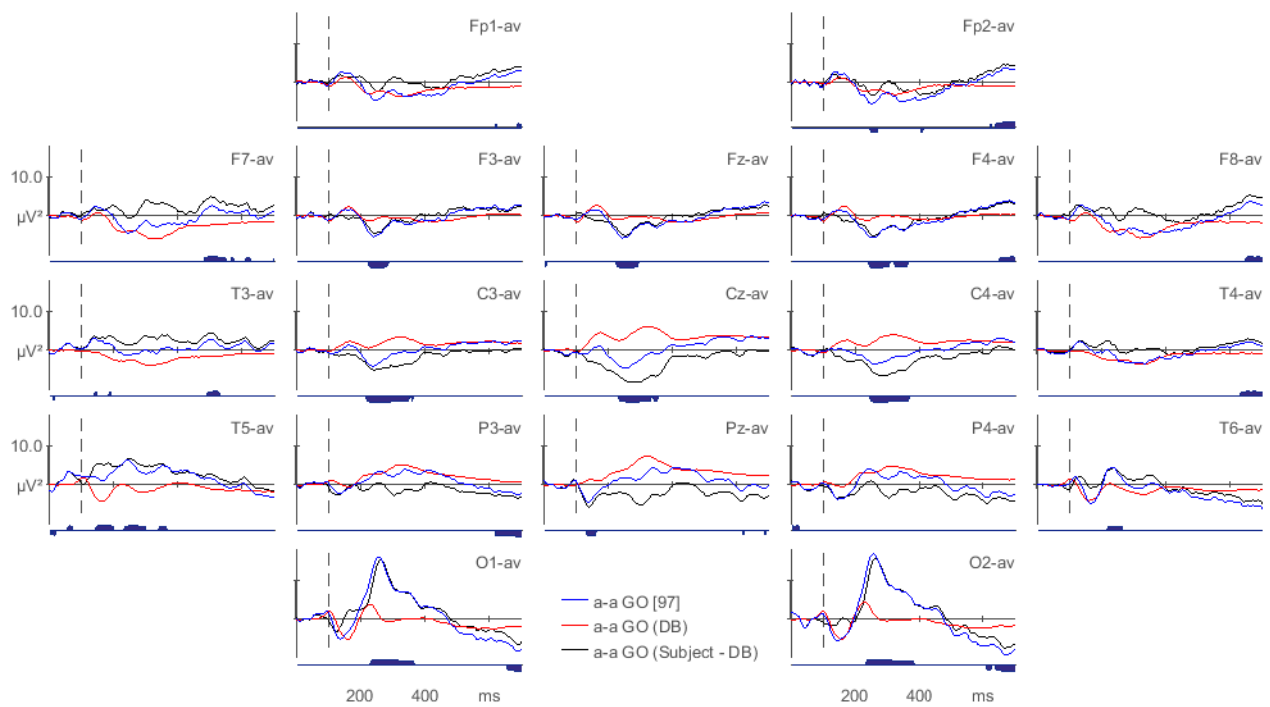 Fp1-av
Fp2-av
F7-av
F3-av
Fz-av
F4-av
F8-av
10.0
µV²
T3-av
C3-av
Cz-av
C4-av
T4-av
10.0
µV²
T5-av
P3-av
Pz-av
P4-av
T6-av
10.0
µV²
O1-av
O2-av
a-a GO [97]
a-a GO (DB)
a-a GO (Subject - DB)
200 400 ms
200 400 ms